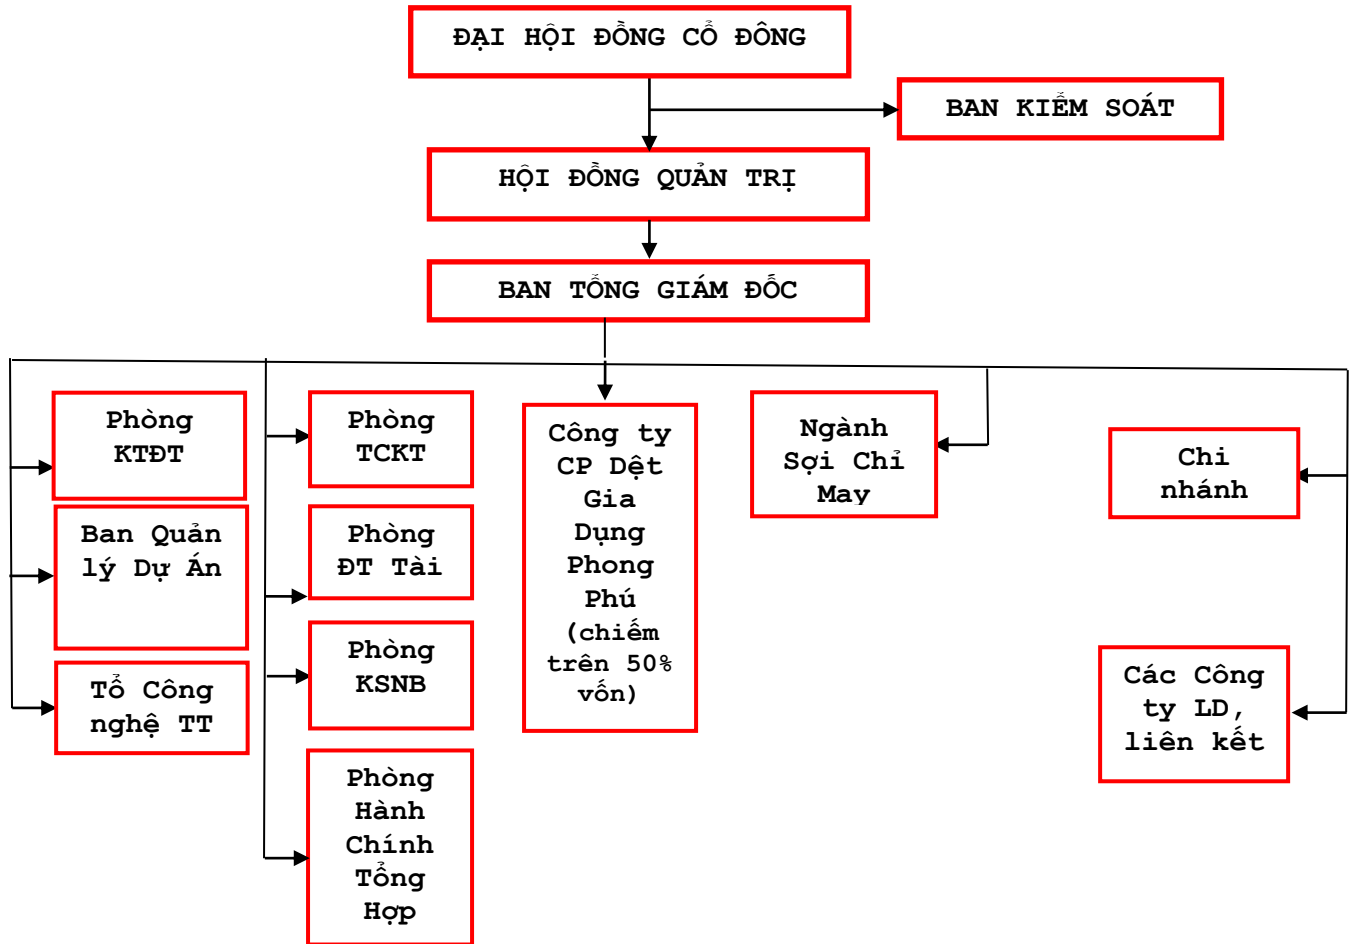 ĐẠI HỘI ĐỒNG CỔ ĐÔNG
BAN KIỂM SOÁT
HỘI ĐỒNG QUẢN TRỊ
BAN TỔNG GIÁM ĐỐC
Phòng
KTĐT
Ban Quản
lý Dự Án
Tổ Công
nghệ TT
Phòng
TCKT
Phòng
ĐT Tài
Phòng
KSNB
Phòng
Hành
Chính
Tổng
Hợp
Công ty
CP Dệt
Gia
Dụng
Phong
Phú
(chiếm
trên 50%
vốn)
Ngành
Sợi Chỉ
May
Chi
nhánh
Các Công
ty LD,
liên kết